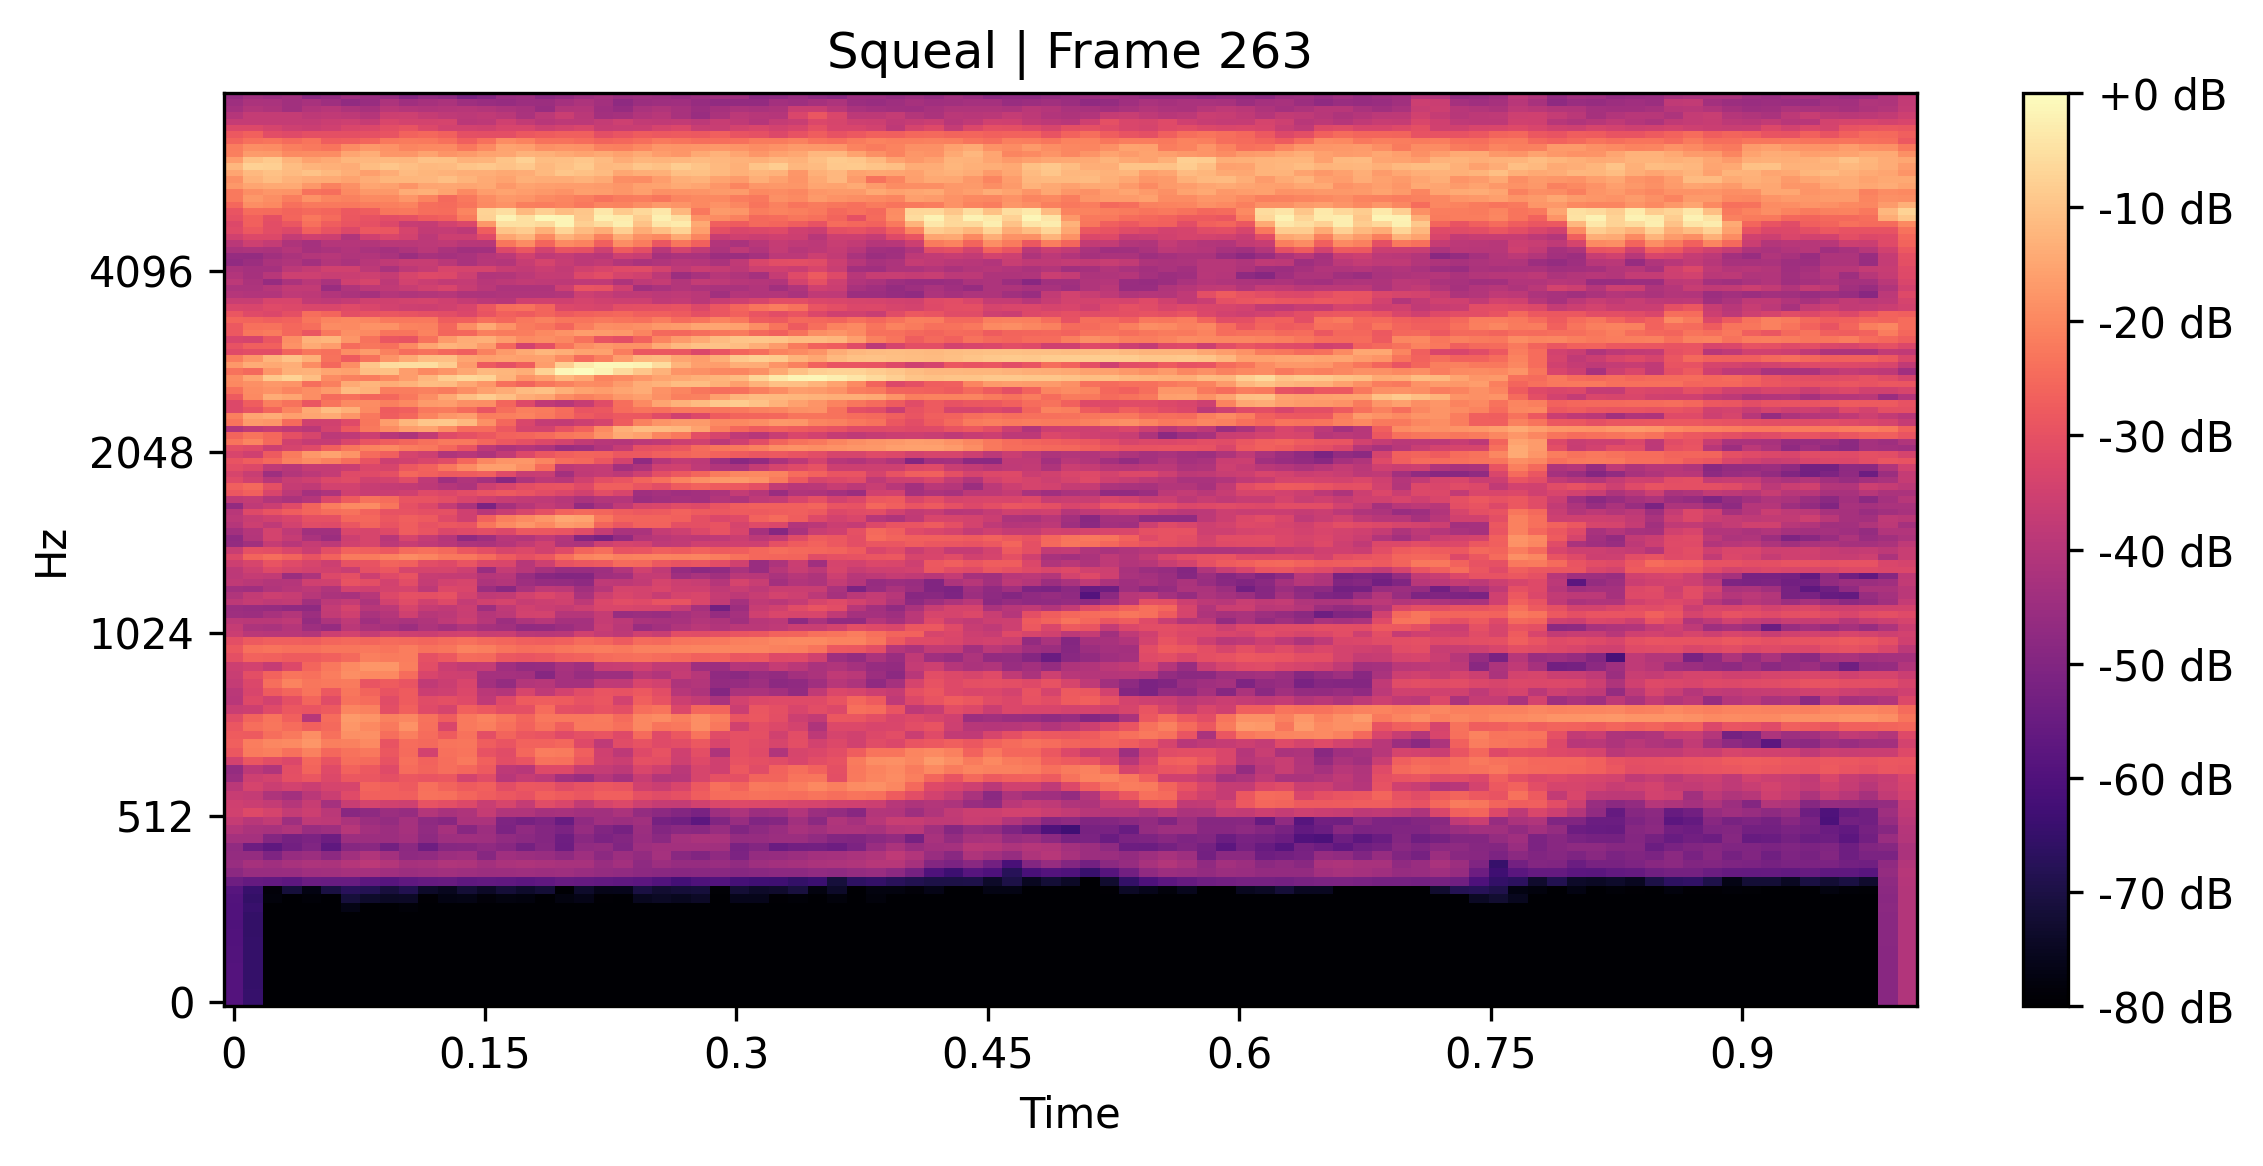 Squeal | Frame 263
+0 dB
-10 dB
-20 dB
-30 dB
-40 dB
-50 dB
-60 dB
-70 dB
-80 dB
Hz
4096
2048
1024
512
0
0 0.15 0.3 0.45 0.6 0.75 0.9
Time